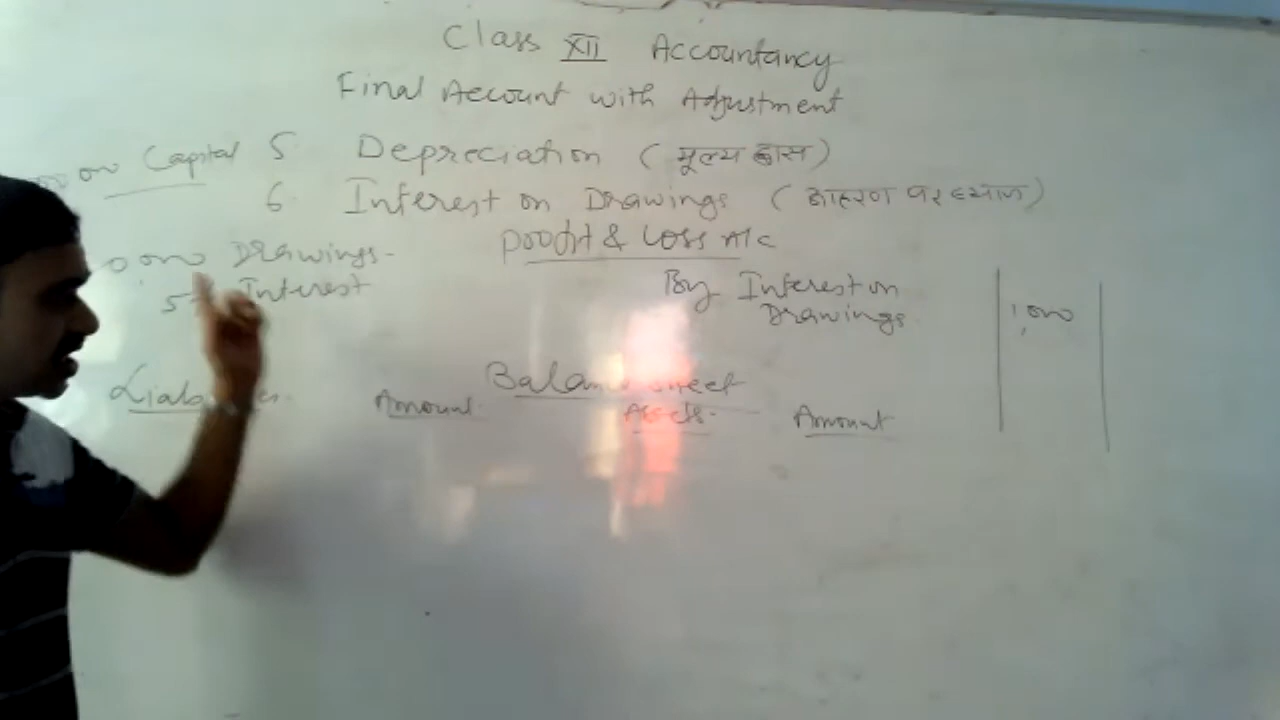 Class XII Accountancy
Final Account with Adjustment
on Capital 5 Depreciation (मूल्य ह्रास)
6 Interest on Drawings (आहरण पर ब्याज)
Profit & Loss A/c
Drawings
Interest
By Interest on
Drawings 1,000
Balance Sheet
Amount Assets Amount